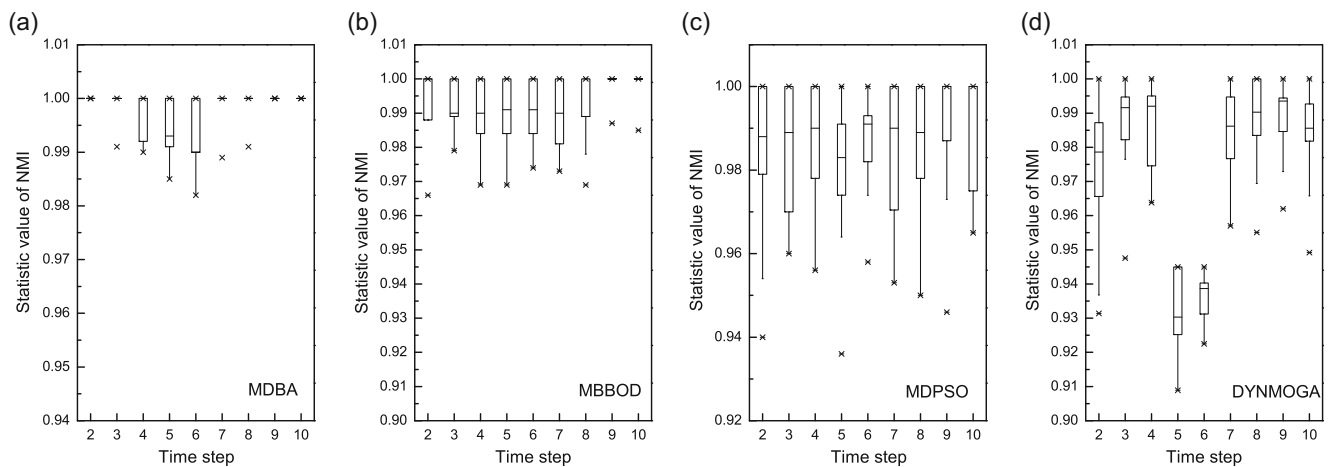 (a)
1.01
1.00
0.99
0.98
0.97
0.96
0.95
0.94
Statistic value of NMI
MDBA
2 3 4 5 6 7 8 9 10
Time step
(b)
1.01
1.00
0.99
0.98
0.97
0.96
0.95
0.94
0.93
0.92
0.91
0.90
Statistic value of NMI
MBBOD
2 3 4 5 6 7 8 9 10
Time step
(c)
1.00
0.98
0.96
0.94
0.92
Statistic value of NMI
MDPSO
2 3 4 5 6 7 8 9 10
Time step
(d)
1.01
1.00
0.99
0.98
0.97
0.96
0.95
0.94
0.93
0.92
0.91
0.90
Statistic value of NMI
DYNMOGA
2 3 4 5 6 7 8 9 10
Time step